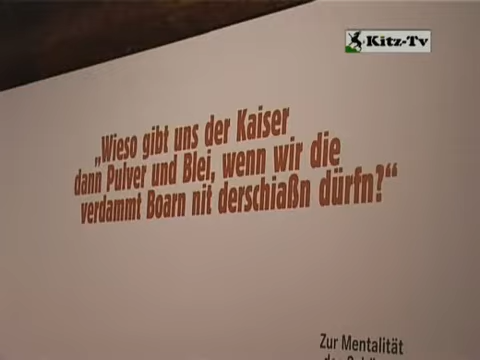 Kitz-Tv
„Wieso gibt uns der Kaiser
dann Pulver und Blei, wenn wir die
verdammt Boarn nit derschiaßn dürfn?“
Zur Mentalität